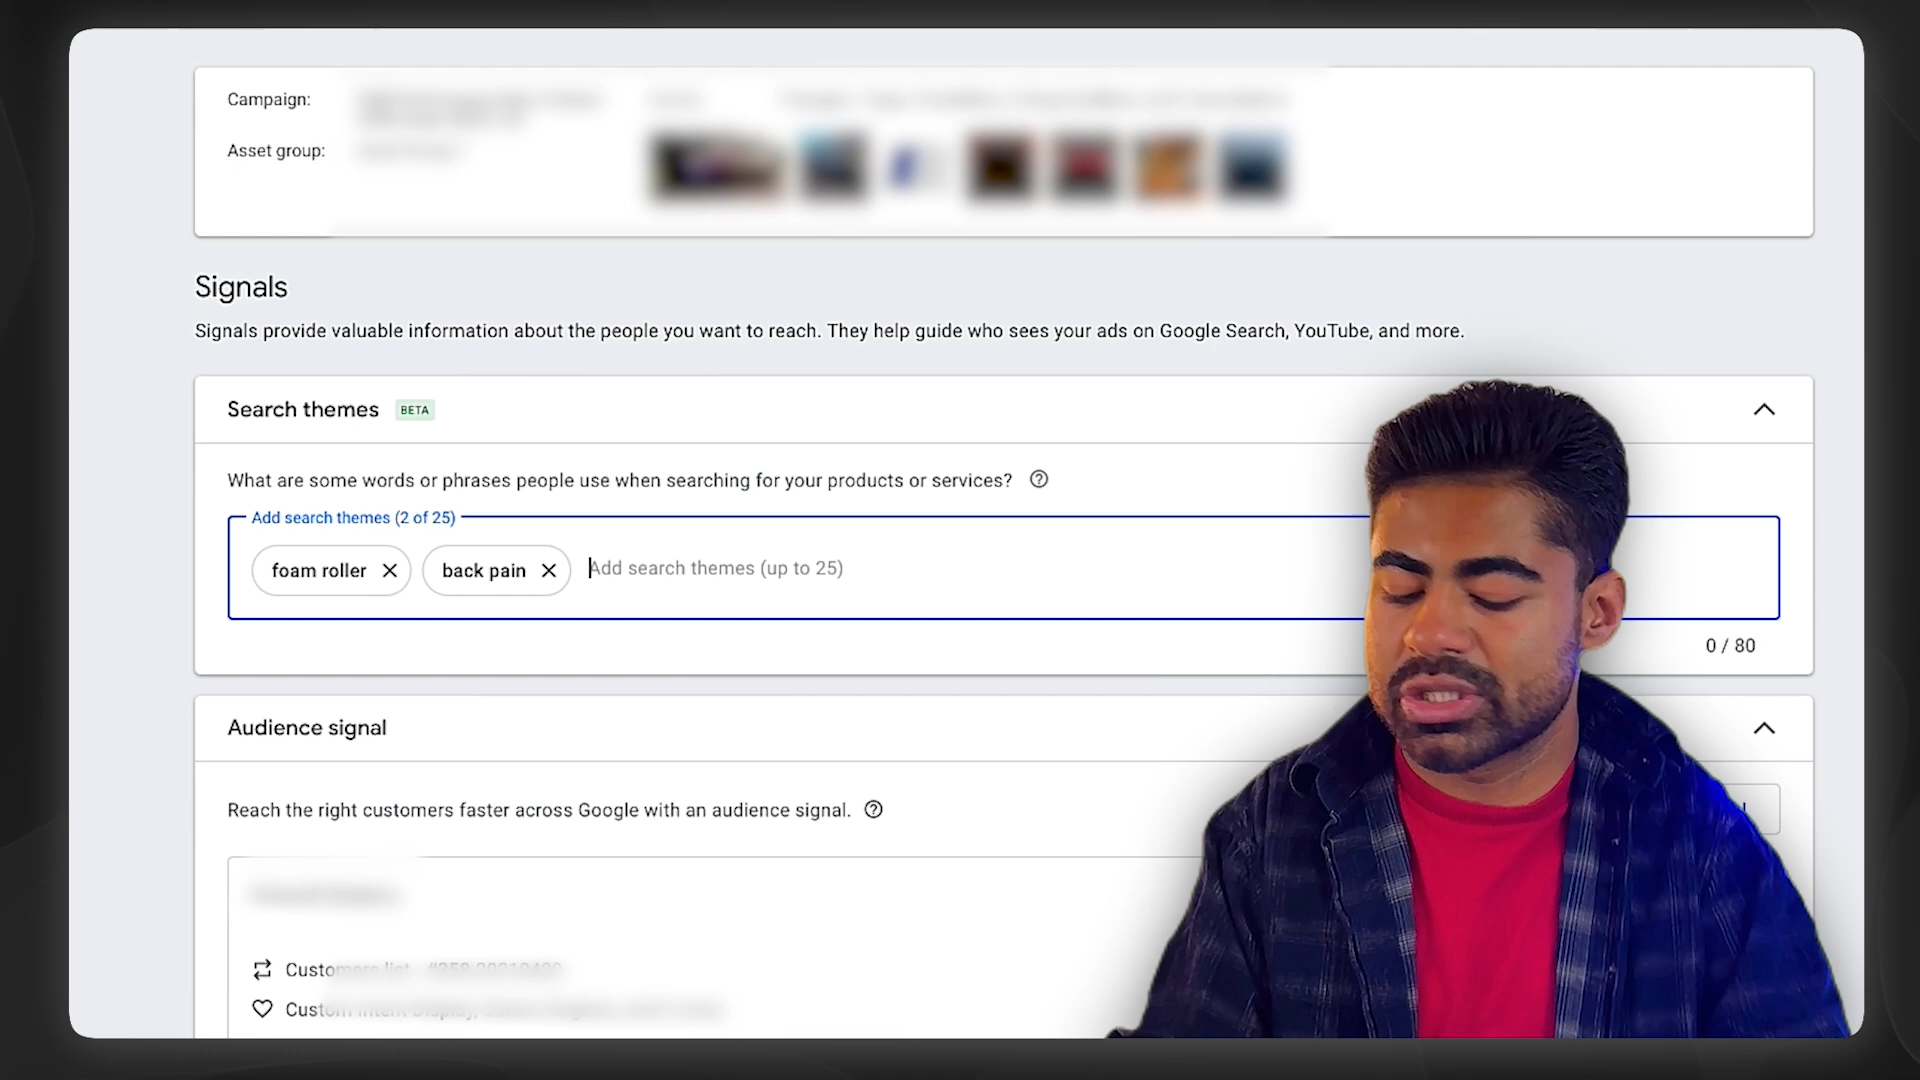 Campaign:
Asset group:
Signals
Signals provide valuable information about the people you want to reach. They help guide who sees your ads on Google Search, YouTube, and more.
Search themes BETA
What are some words or phrases people use when searching for your products or services?
Add search themes (2 of 25)
foam roller back pain Add search themes (up to 25)
0 / 80
Audience signal
Reach the right customers faster across Google with an audience signal.